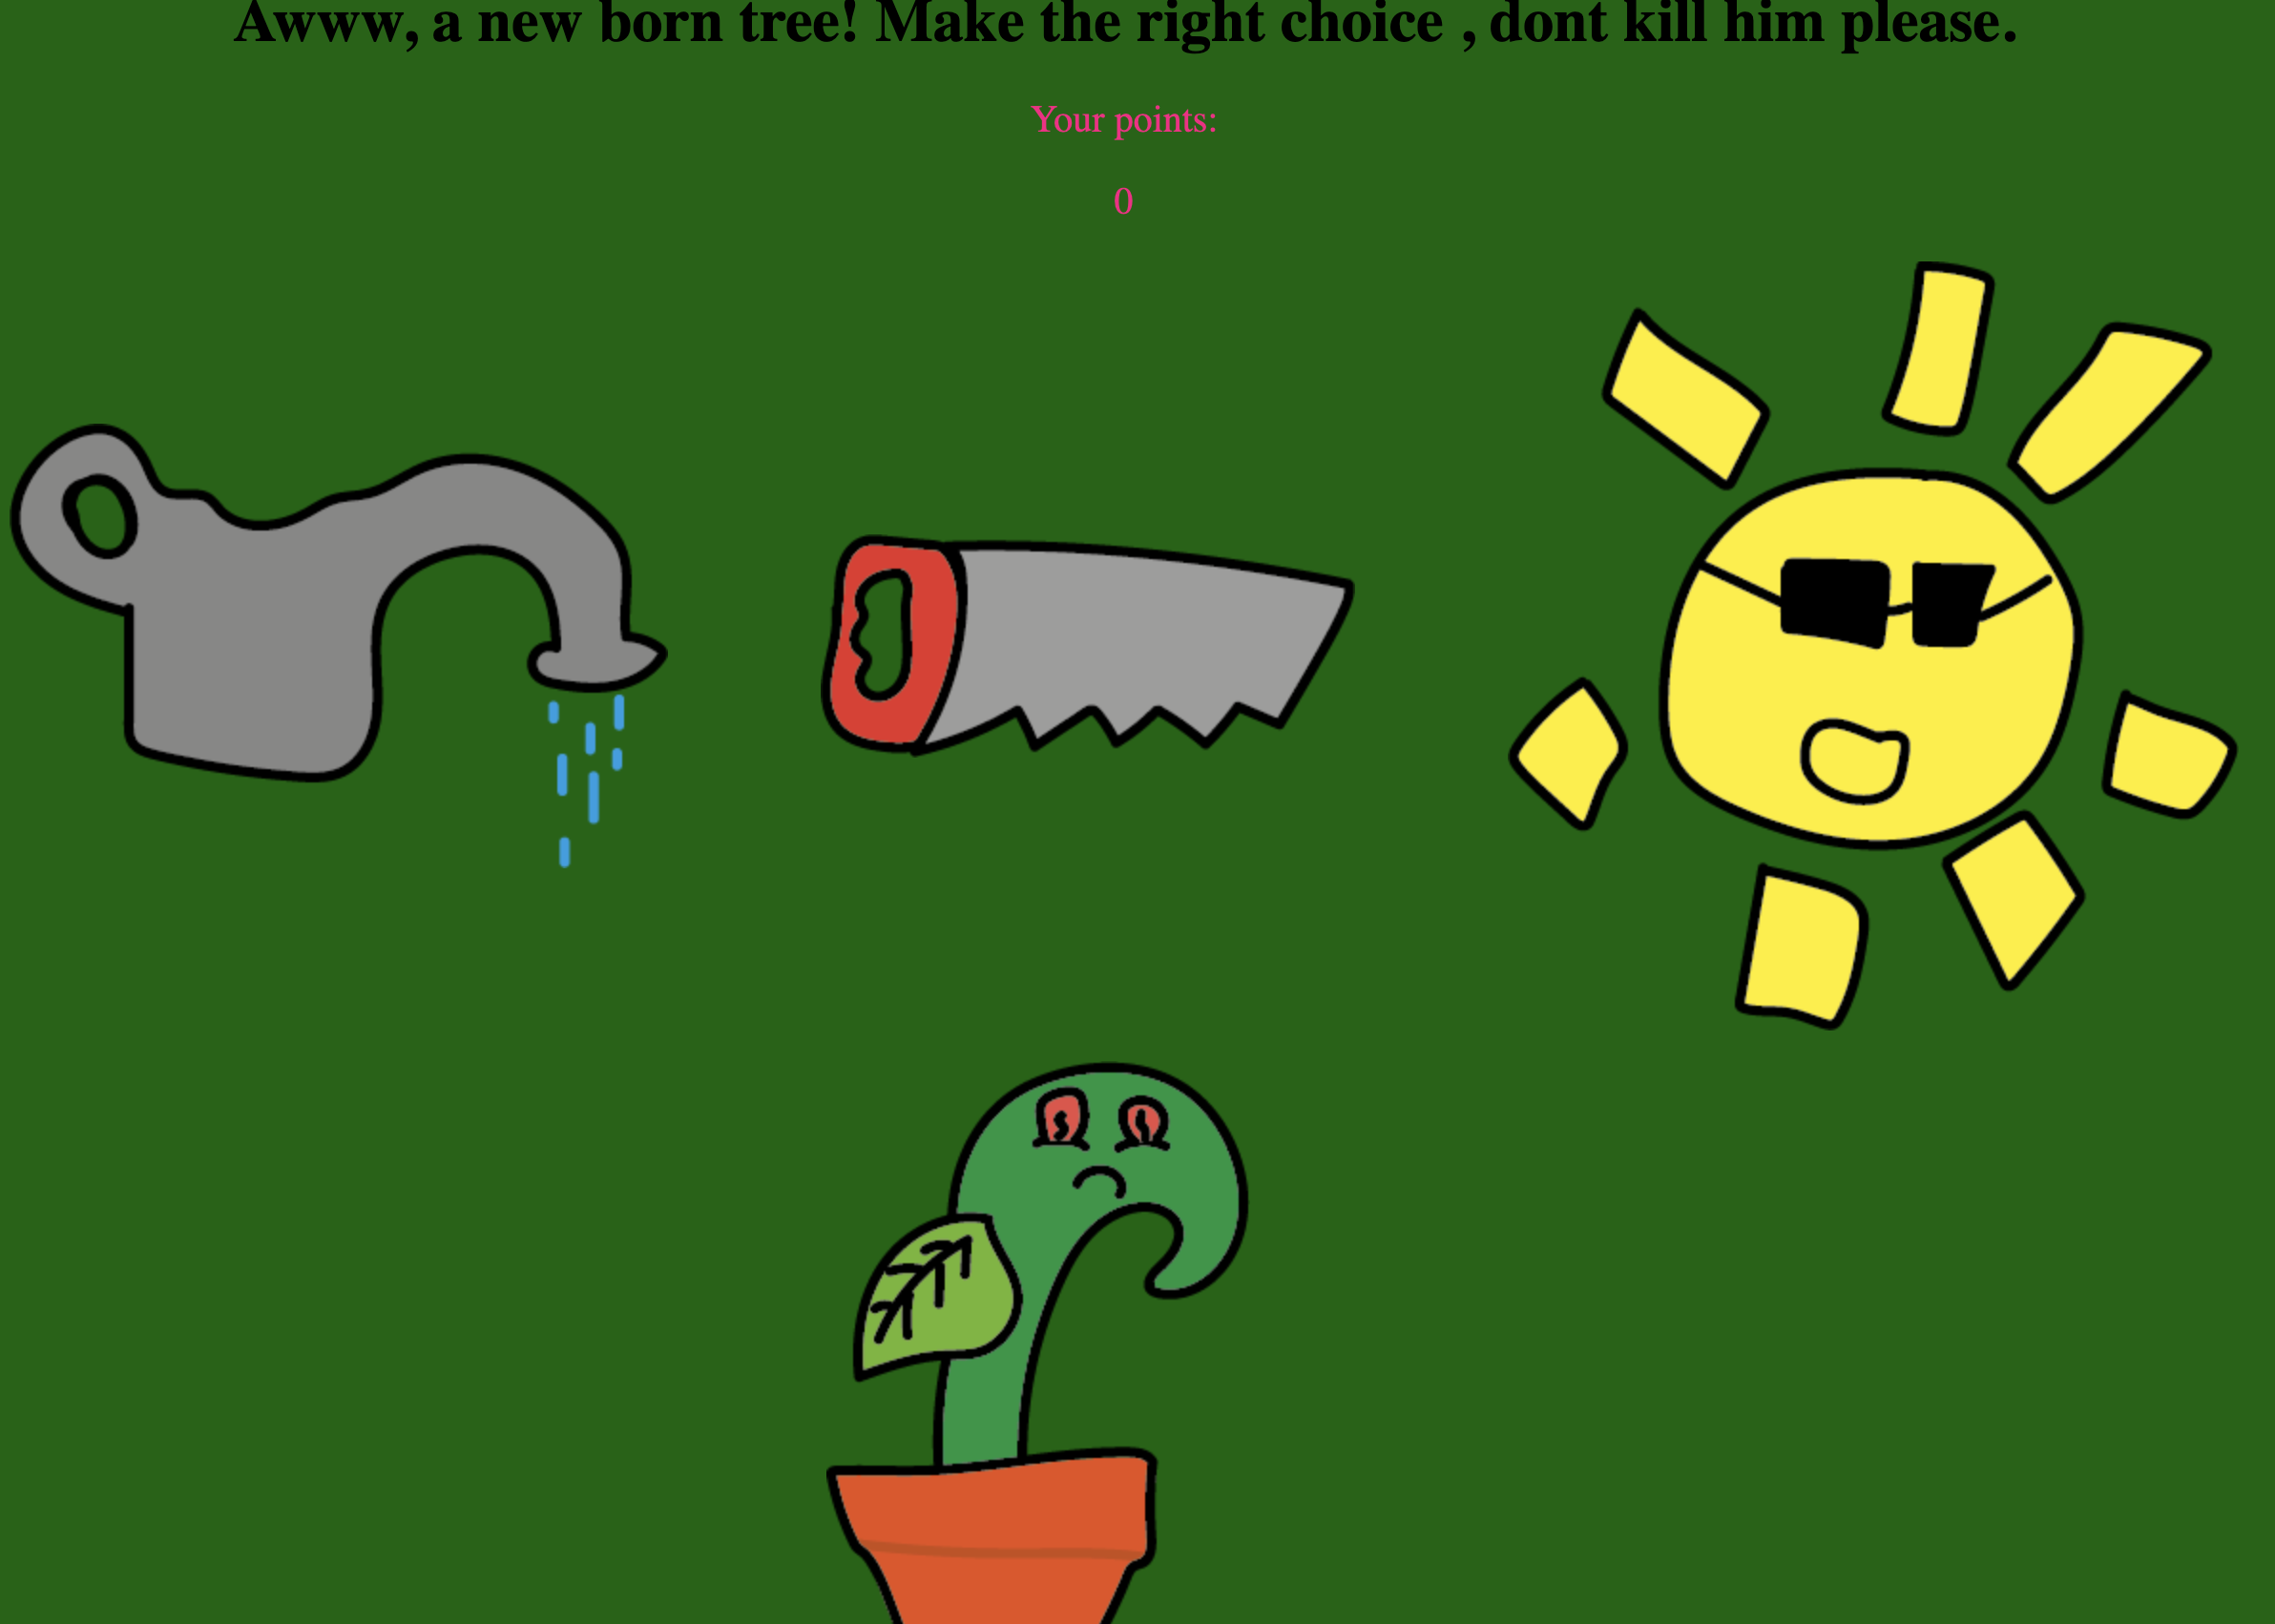 Awww, a new born tree! Make the right choice , dont kill him please.
Your points:
0